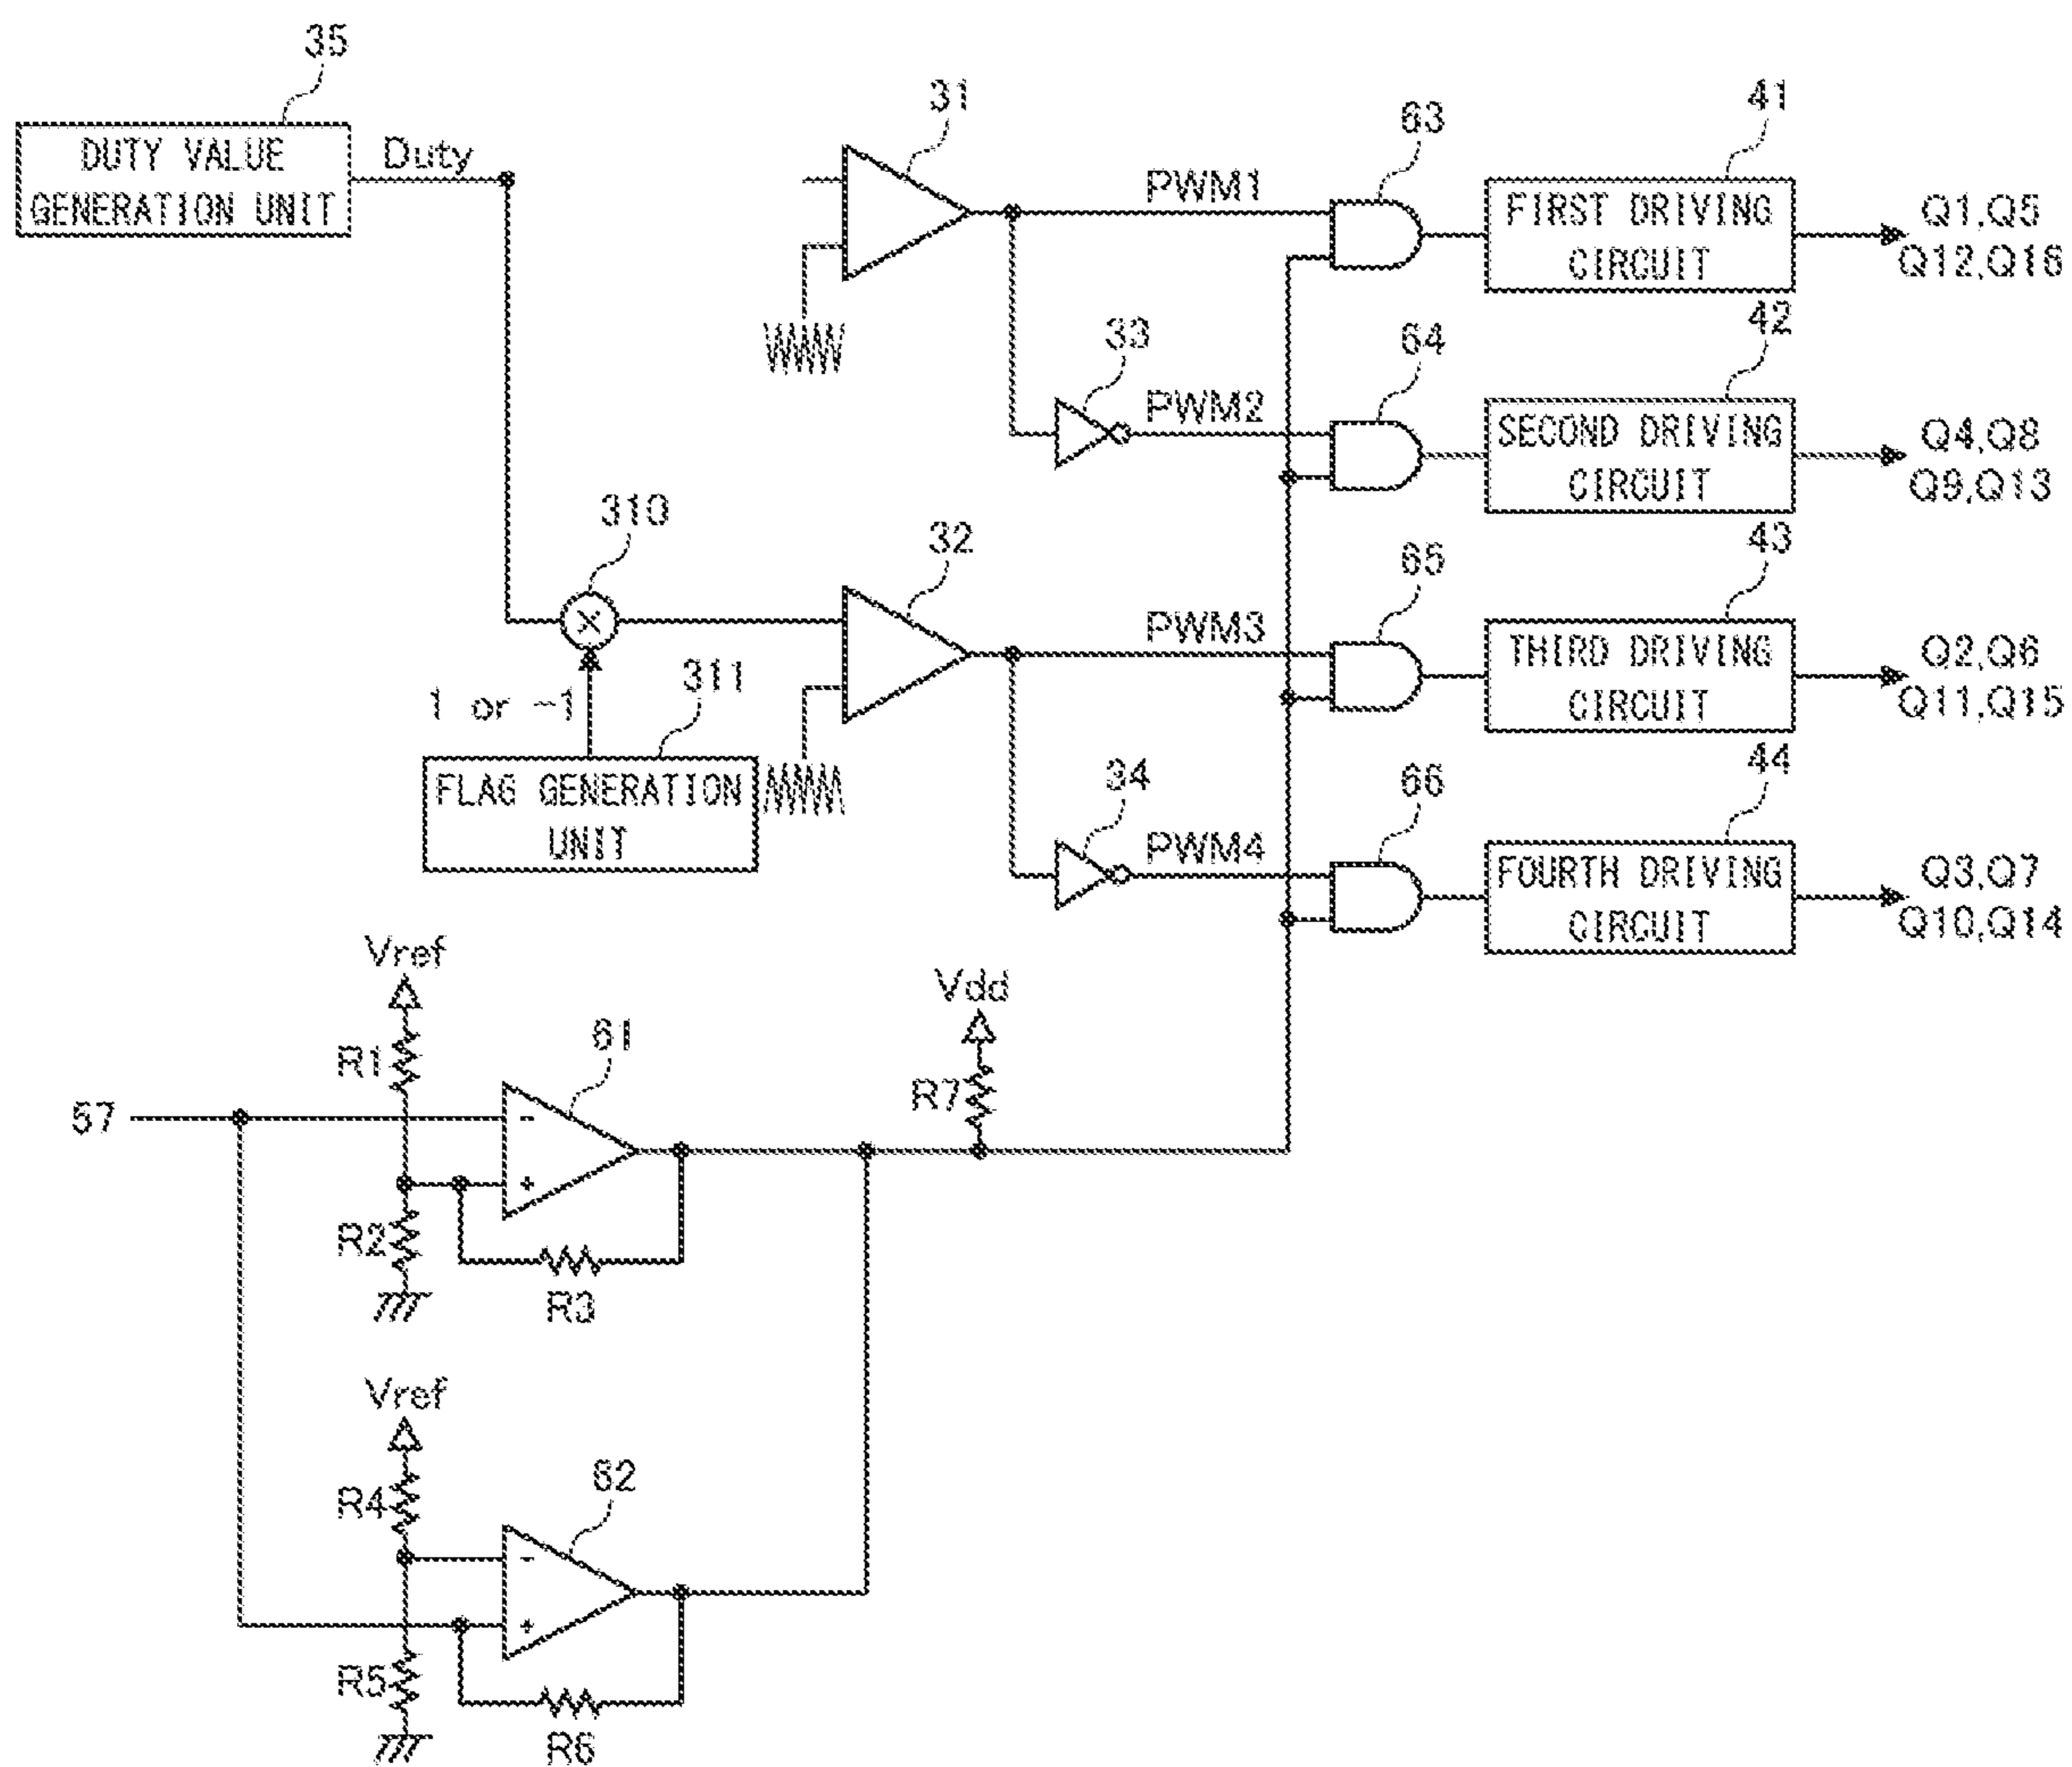 35
DUTY VALUE
GENERATION UNIT
Duty
31
PWM1
63
41
FIRST DRIVING
CIRCUIT
Q1,Q5
Q12,Q16
33
PWM2
64
42
SECOND DRIVING
CIRCUIT
Q4,Q8
Q9,Q13
310
32
PWM3
65
43
THIRD DRIVING
CIRCUIT
Q2,Q6
Q11,Q15
1 or -1
311
FLAG GENERATION
UNIT
34
PWM4
66
44
FOURTH DRIVING
CIRCUIT
Q3,Q7
Q10,Q14
Vref
R1
61
Vdd
R7
57
-
+
R2
R3
Vref
R4
62
-
+
R5
R6